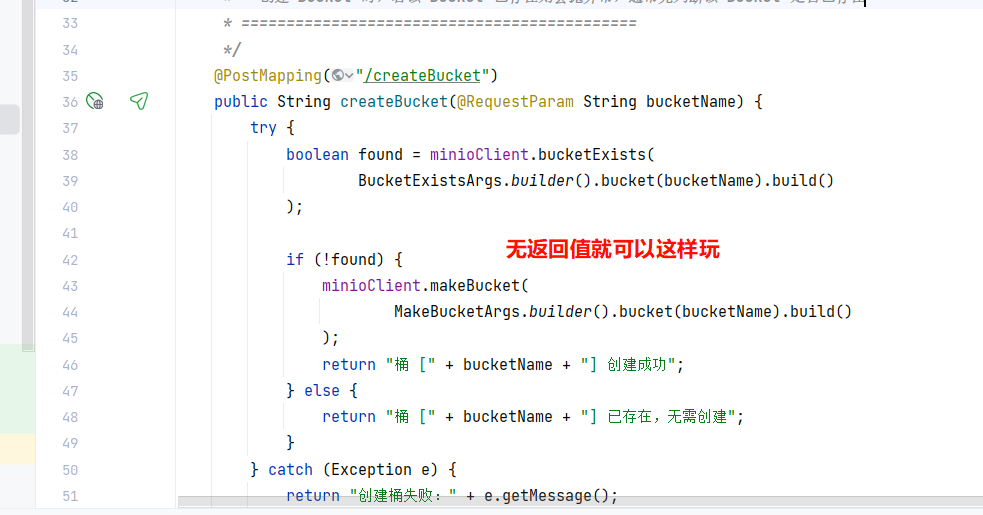 33 * ============================================
34 */
35 @PostMapping("/createBucket")
36 public String createBucket(@RequestParam String bucketName) {
37 try {
38 boolean found = minioClient.bucketExists(
39 BucketExistsArgs.builder().bucket(bucketName).build()
40 );
41
无返回值就可以这样玩
42 if (!found) {
43 minioClient.makeBucket(
44 MakeBucketArgs.builder().bucket(bucketName).build()
45 );
46 return "桶 [" + bucketName + "] 创建成功";
47 } else {
48 return "桶 [" + bucketName + "] 已存在，无需创建";
49 }
50 } catch (Exception e) {
51 return "创建桶失败：" + e.getMessage();